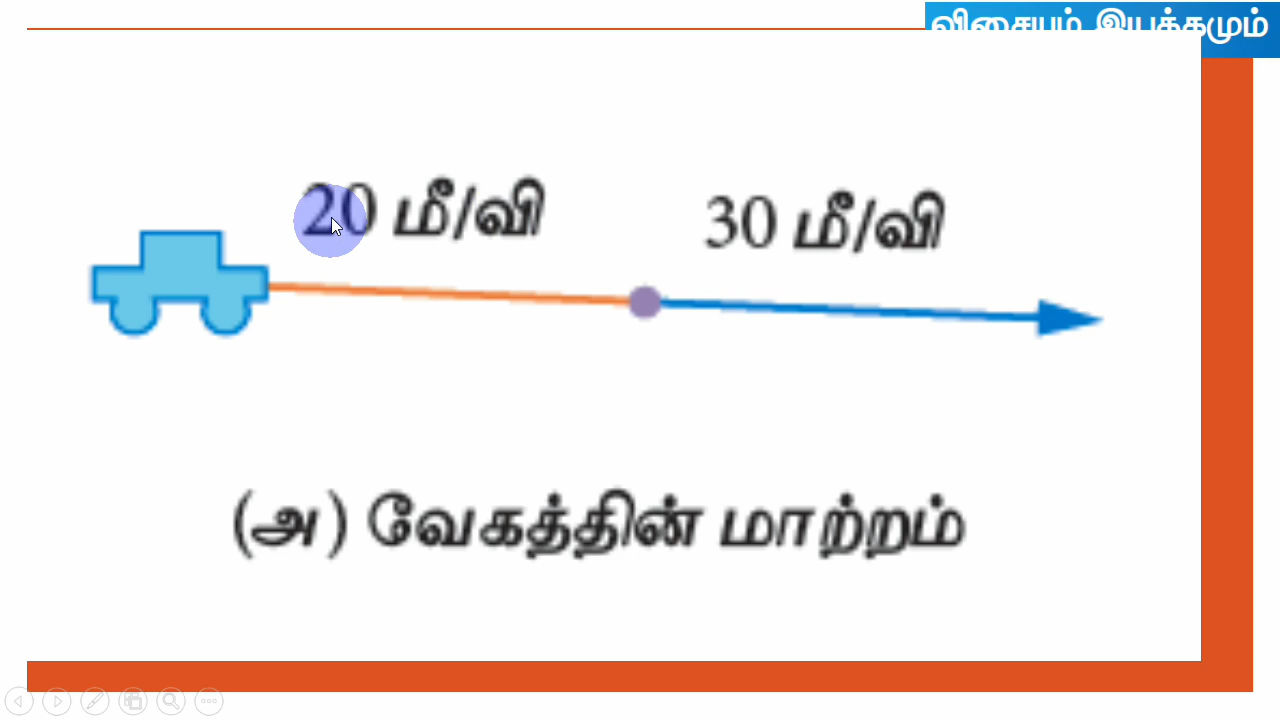 விசையும் இயக்கமும்
20 மீ/வி 30 மீ/வி
(அ) வேகத்தின் மாற்றம்